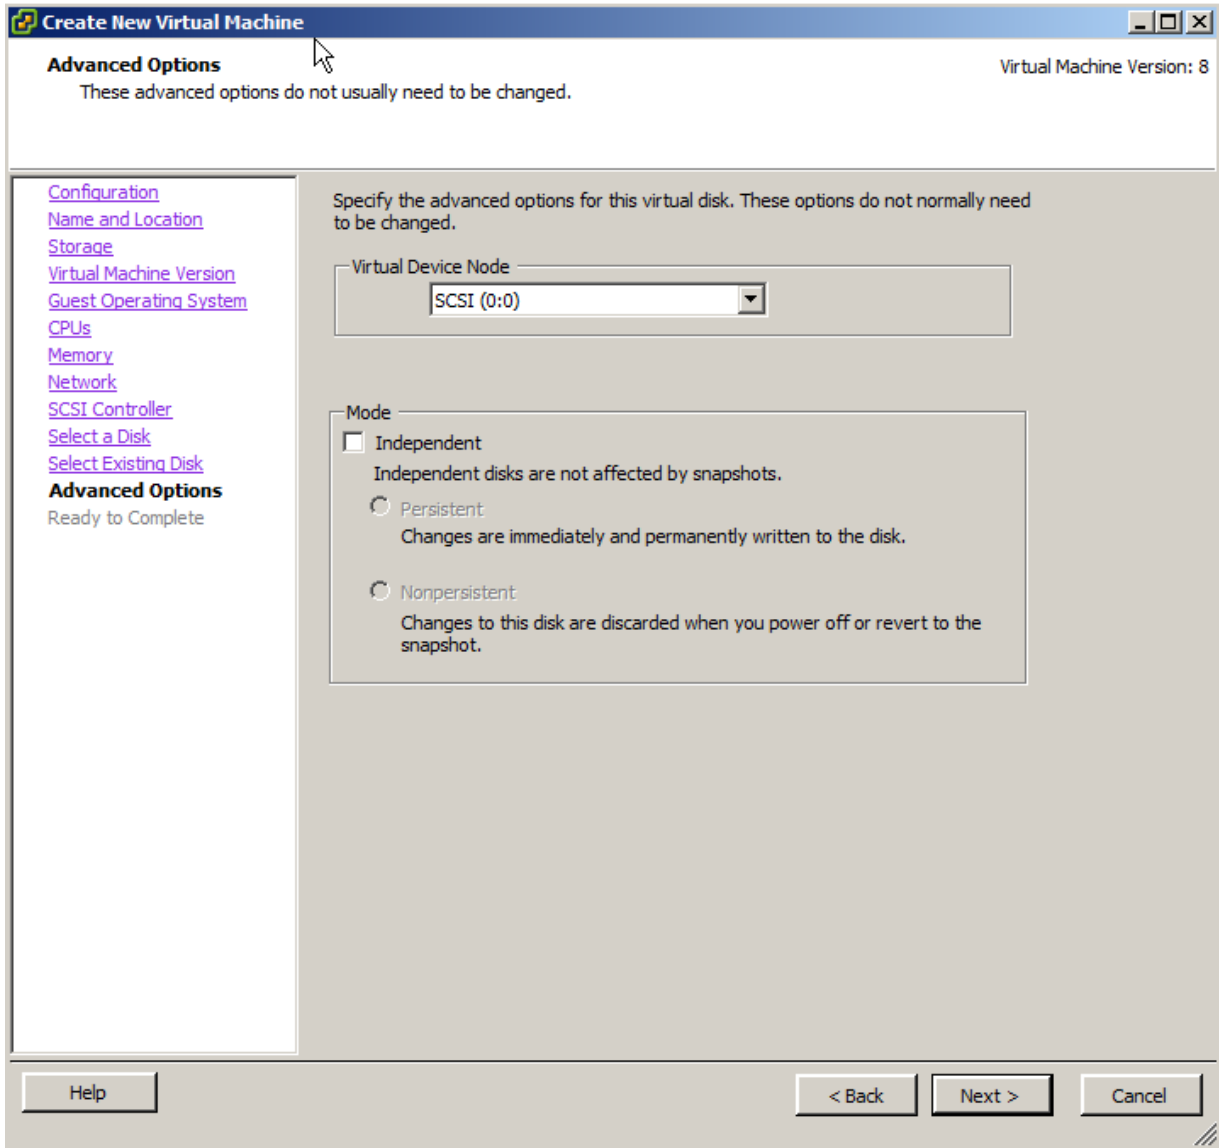 Create New Virtual Machine
Advanced Options
Virtual Machine Version: 8
These advanced options do not usually need to be changed.
Configuration
Name and Location
Storage
Virtual Machine Version
Guest Operating System
CPUs
Memory
Network
SCSI Controller
Select a Disk
Select Existing Disk
Advanced Options
Ready to Complete
Specify the advanced options for this virtual disk. These options do not normally need
to be changed.
Virtual Device Node
SCSI (0:0)
Mode
Independent
Independent disks are not affected by snapshots.
Persistent
Changes are immediately and permanently written to the disk.
Nonpersistent
Changes to this disk are discarded when you power off or revert to the
snapshot.
Help
< Back
Next >
Cancel